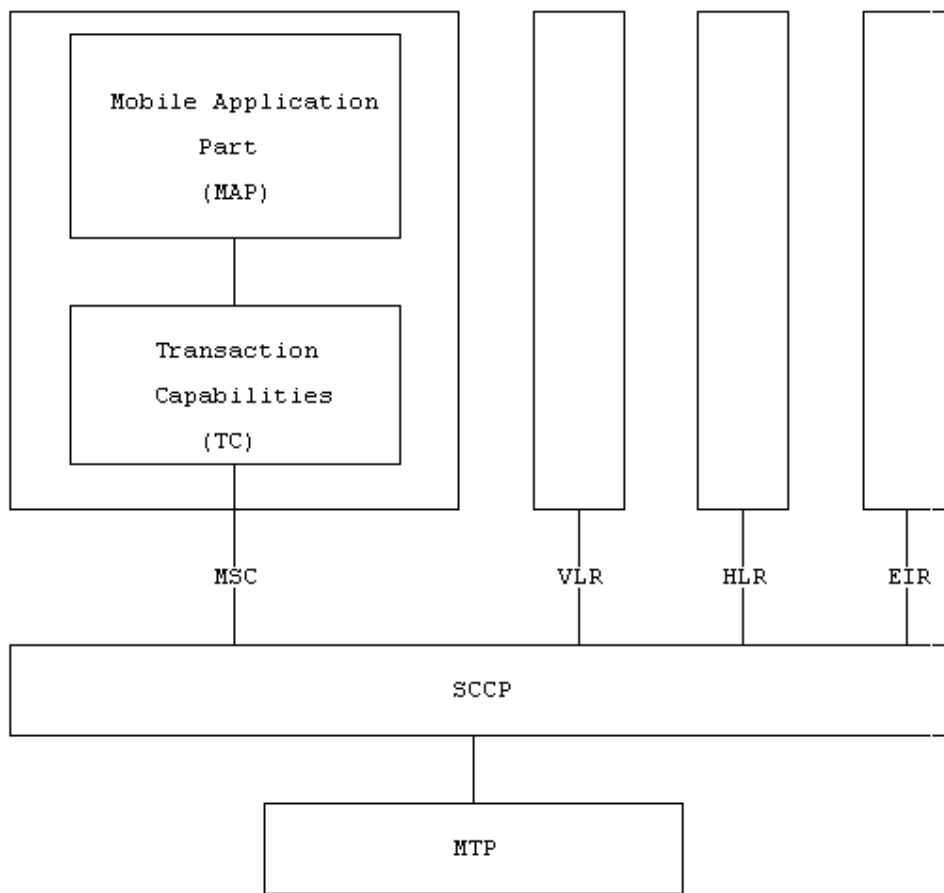 Mobile Application
Part
(MAP)
Transaction
Capabilities
(TC)
MSC VLR HLR EIR
SCCP
MTP